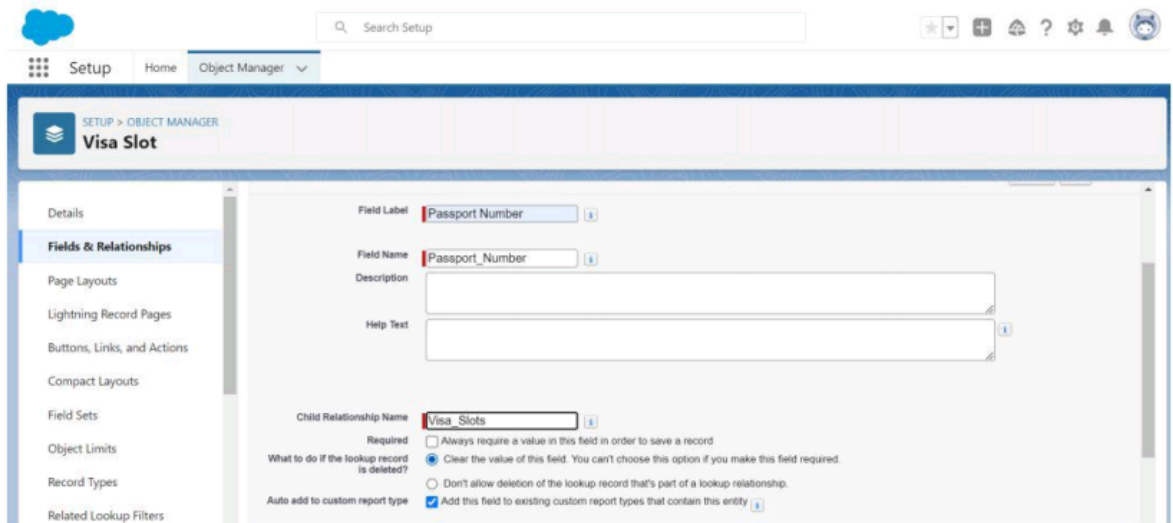 Search Setup
Setup Home Object Manager
SETUP > OBJECT MANAGER
Visa Slot
Details
Fields & Relationships
Page Layouts
Lightning Record Pages
Buttons, Links, and Actions
Compact Layouts
Field Sets
Object Limits
Record Types
Related Lookup Filters
Field Label Passport Number
Field Name Passport_Number
Description
Help Text
Child Relationship Name Visa_Slots
Required Always require a value in this field in order to save a record
What to do if the lookup record Clear the value of this field. You can't choose this option if you make this field required.
is deleted?
Don't allow deletion of the lookup record that's part of a lookup relationship.
Auto add to custom report type Add this field to existing custom report types that contain this entity